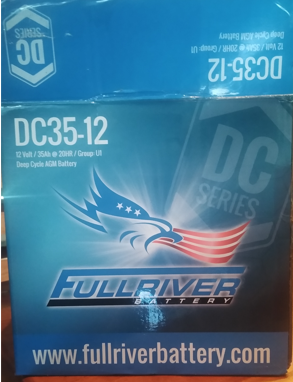 DC
SERIES
DC35-12
12 Volt / 35Ah @ 20HR / Group: U1
Deep Cycle AGM Battery
DC35-12
12 Volt / 35Ah @ 20HR / Group: U1
Deep Cycle AGM Battery
DC
SERIES
FULLRIVER
BATTERY
www.fullriverbattery.com